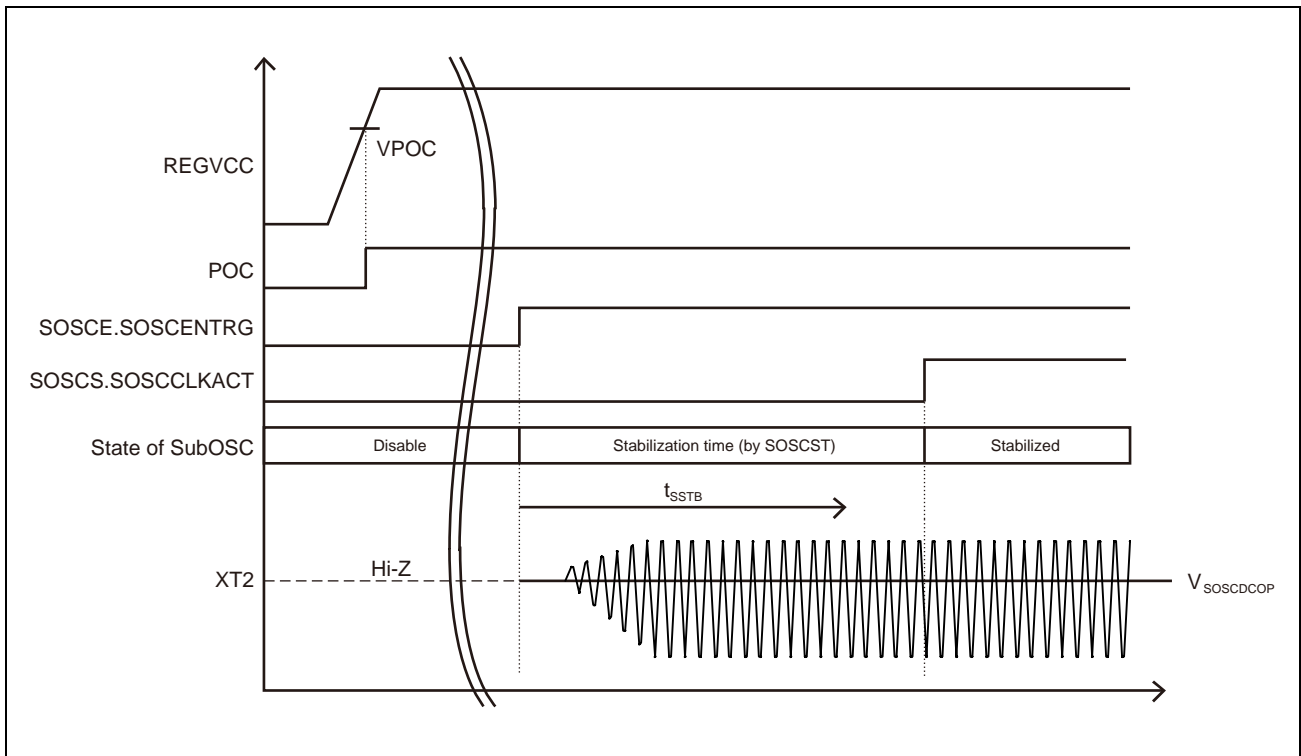 REGVCC
VPOC
POC
SOSCE.SOSCENTRG
SOSCS.SOSCCLKACT
State of SubOSC
Disable
Stabilization time (by SOSCST)
Stabilized
tSSTB
XT2
Hi-Z
VSOSCDCOP